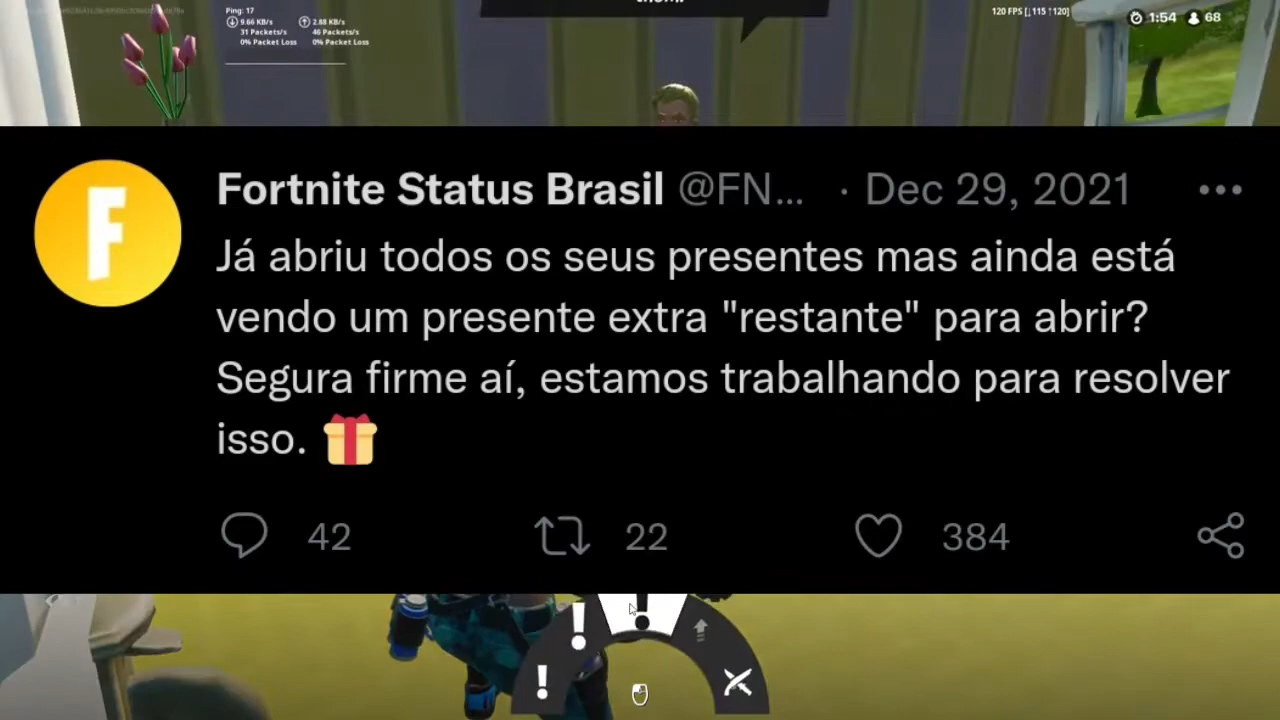 Ping: 17
9.66 KB/s 2.88 KB/s
31 Packets/s 46 Packets/s
0% Packet Loss 0% Packet Loss
120 FPS [↓115 ↑120]
1:54 68
F
Fortnite Status Brasil @FN... · Dec 29, 2021
Já abriu todos os seus presentes mas ainda está
vendo um presente extra "restante" para abrir?
Segura firme aí, estamos trabalhando para resolver
isso. 🎁
42 22 384